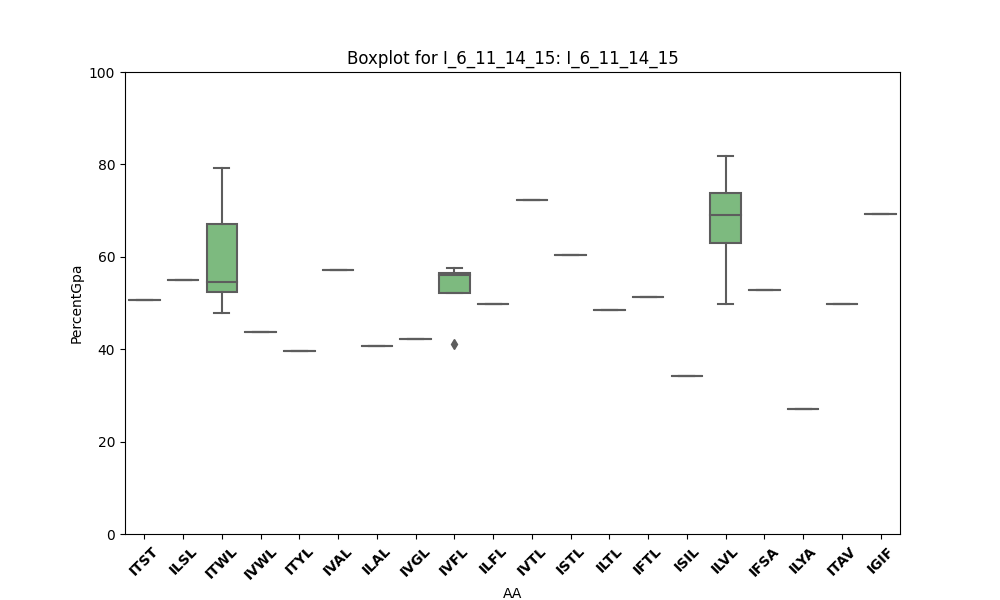 Boxplot for I_6_11_14_15: I_6_11_14_15
100
80
60
40
20
0
PercentGpa
ITST ILSL ITWL IVWL ITYL IVAL ILAL IVGL IVFL ILFL IVTL ISTL ILTL IFTL ISIL ILVL IFSA ILYA ITAV IGIF
AA